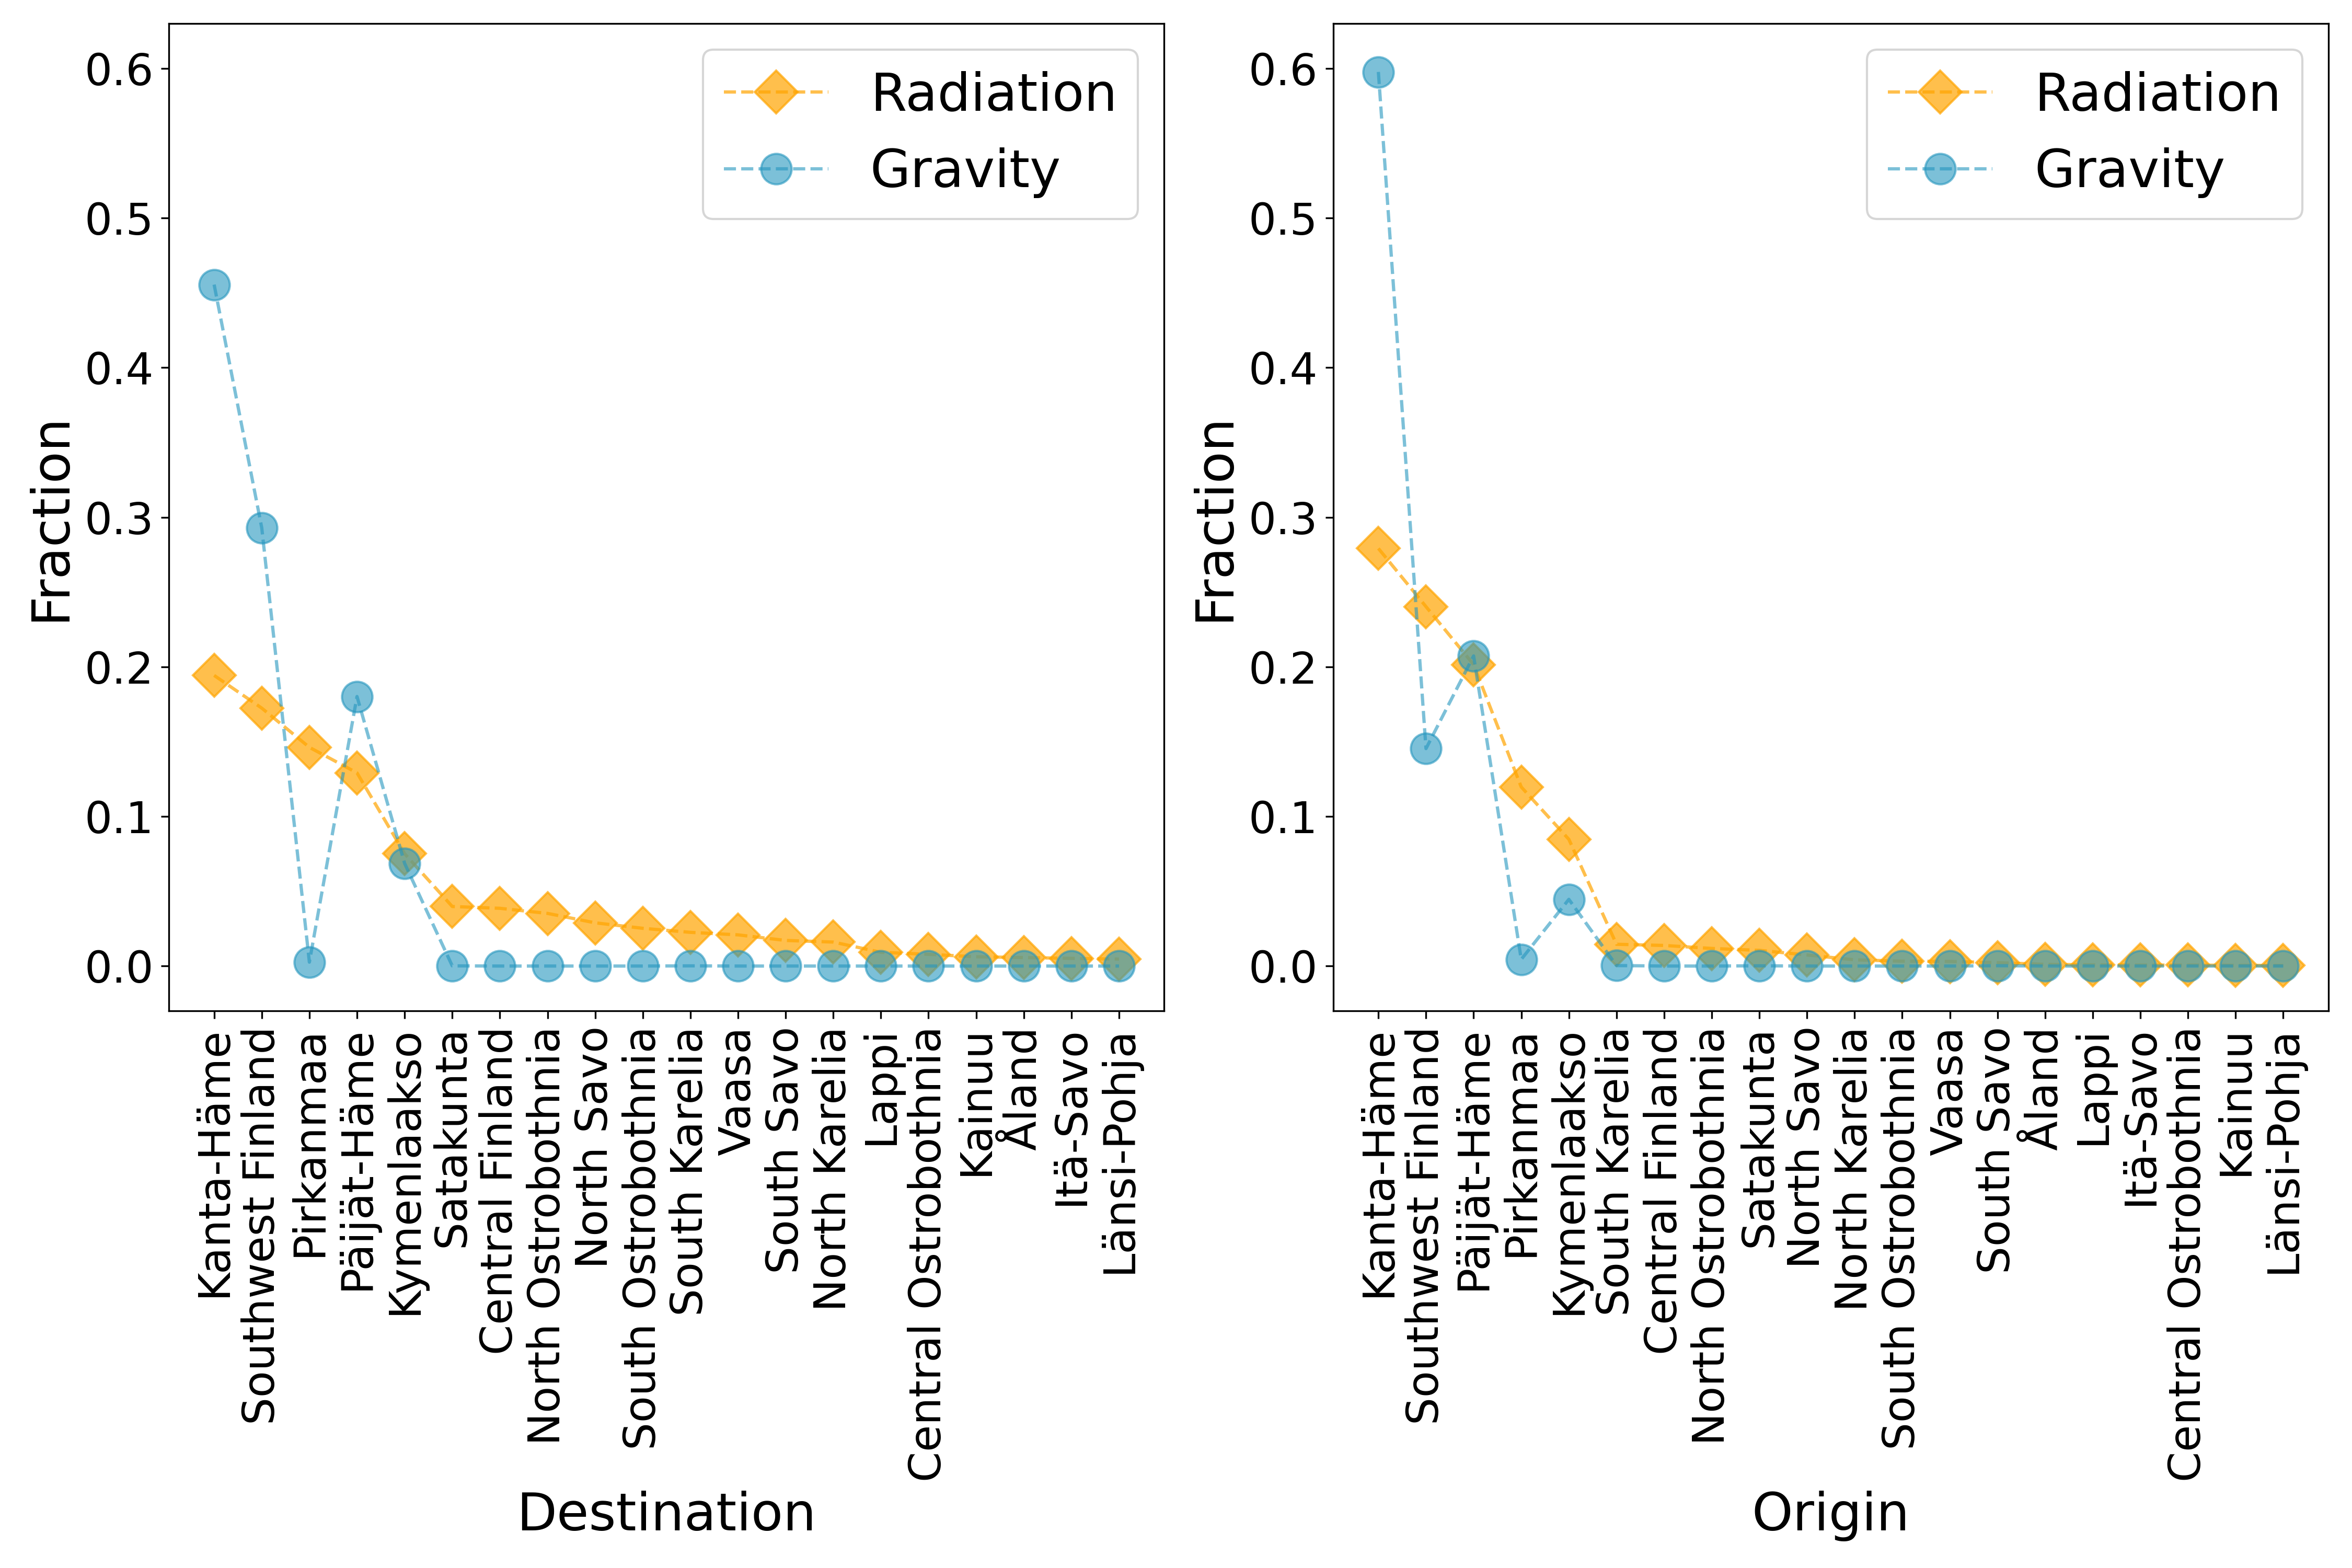 0.6
0.5
0.4
0.3
0.2
0.1
0.0
Fraction
Radiation
Gravity
Kanta-Häme
Southwest Finland
Pirkanmaa
Päijät-Häme
Kymenlaakso
Satakunta
Central Finland
North Ostrobothnia
North Savo
South Ostrobothnia
South Karelia
Vaasa
South Savo
North Karelia
Lappi
Central Ostrobothnia
Kainuu
Åland
Itä-Savo
Länsi-Pohja
Destination
0.6
0.5
0.4
0.3
0.2
0.1
0.0
Fraction
Radiation
Gravity
Kanta-Häme
Southwest Finland
Päijät-Häme
Pirkanmaa
Kymenlaakso
South Karelia
Central Finland
North Ostrobothnia
Satakunta
North Savo
North Karelia
South Ostrobothnia
Vaasa
South Savo
Åland
Lappi
Itä-Savo
Central Ostrobothnia
Kainuu
Länsi-Pohja
Origin